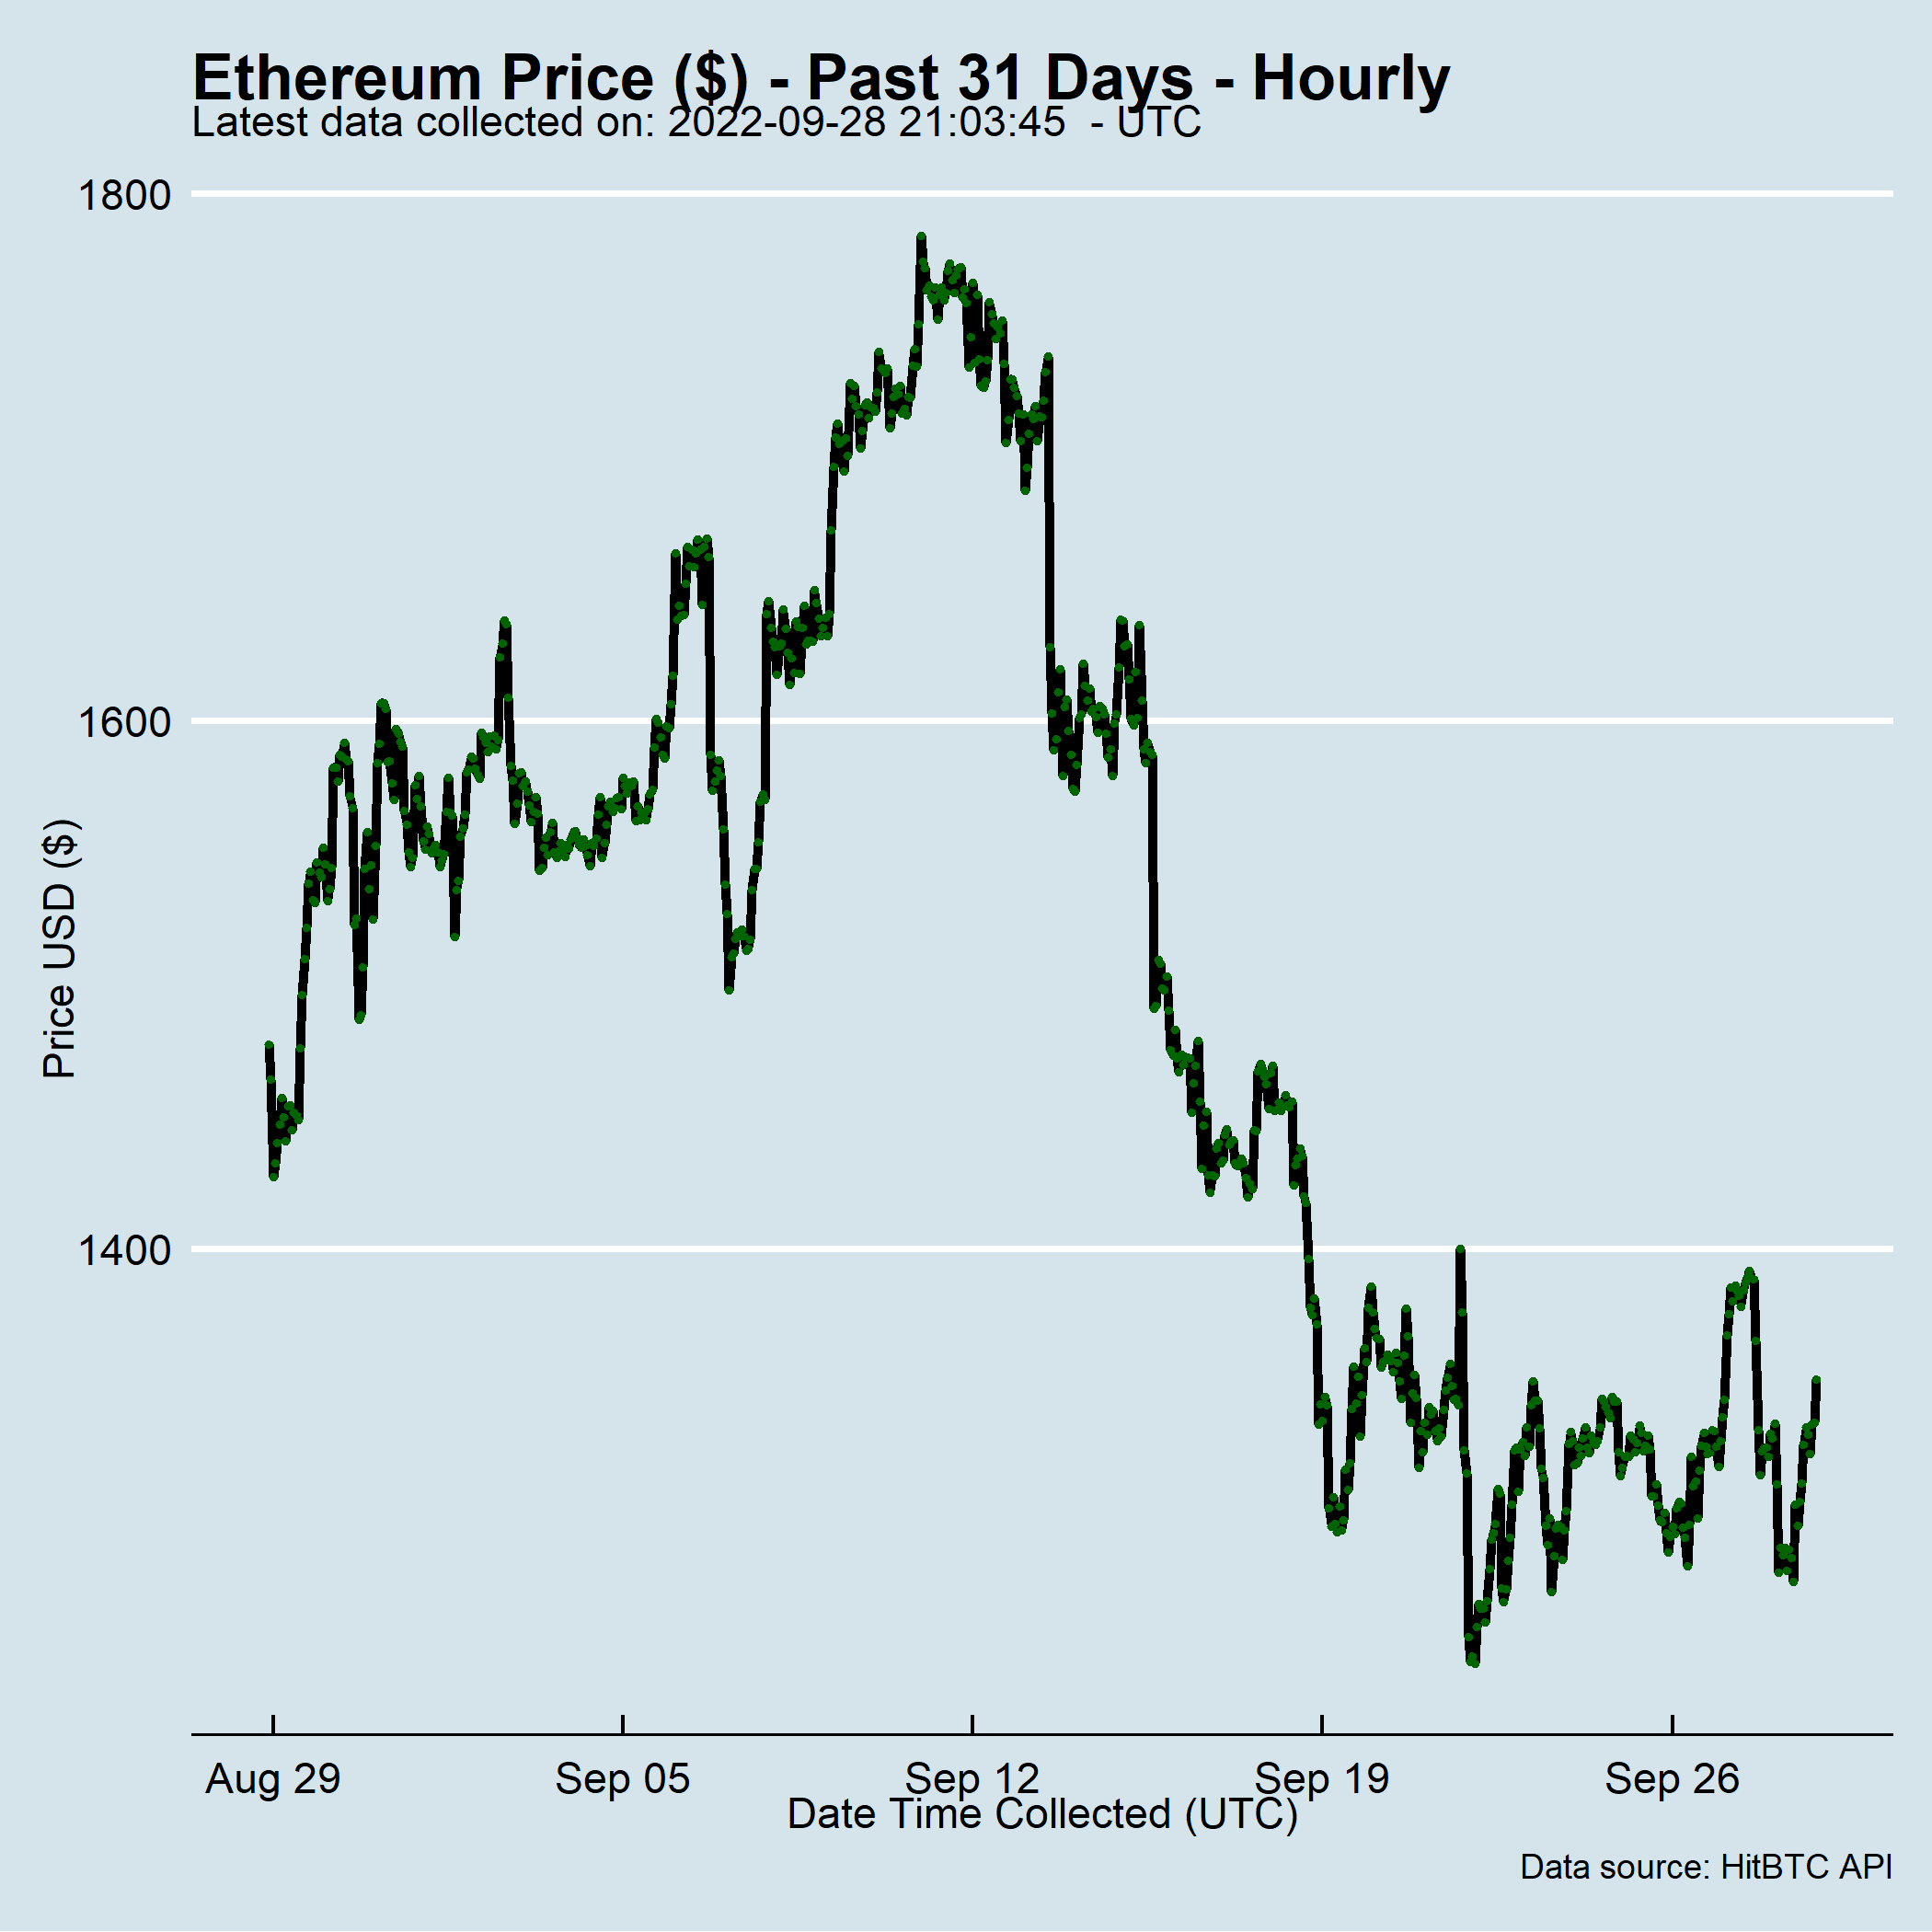 Ethereum Price ($) - Past 31 Days - Hourly
Latest data collected on: 2022-09-28 21:03:45  - UTC
1800
1600
1400
Price USD ($)
Aug 29 Sep 05 Sep 12 Sep 19 Sep 26
Date Time Collected (UTC)
Data source: HitBTC API